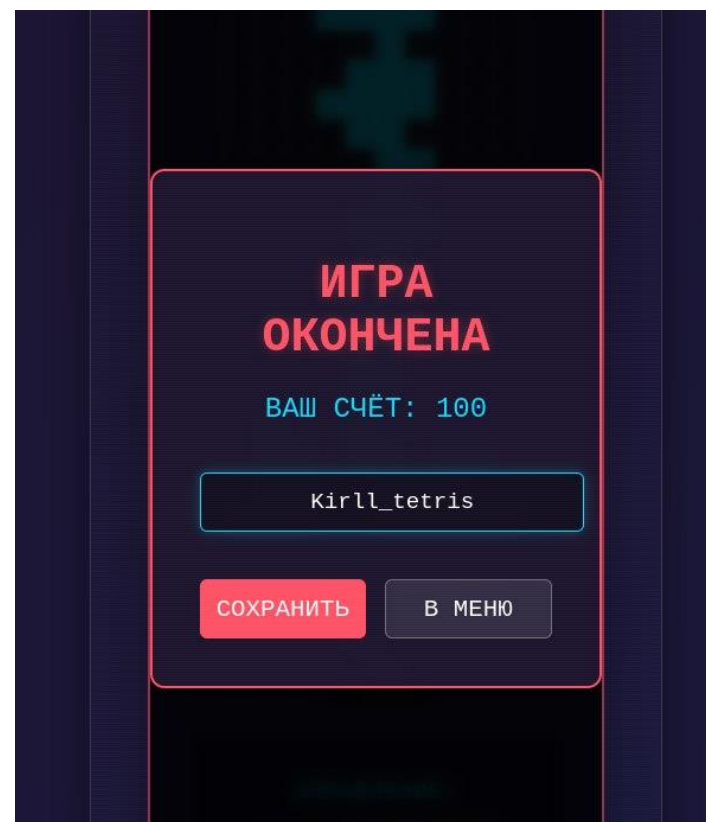 ИГРА
ОКОНЧЕНА
ВАШ СЧЁТ: 100
Kirll_tetris
СОХРАНИТЬ В МЕНЮ